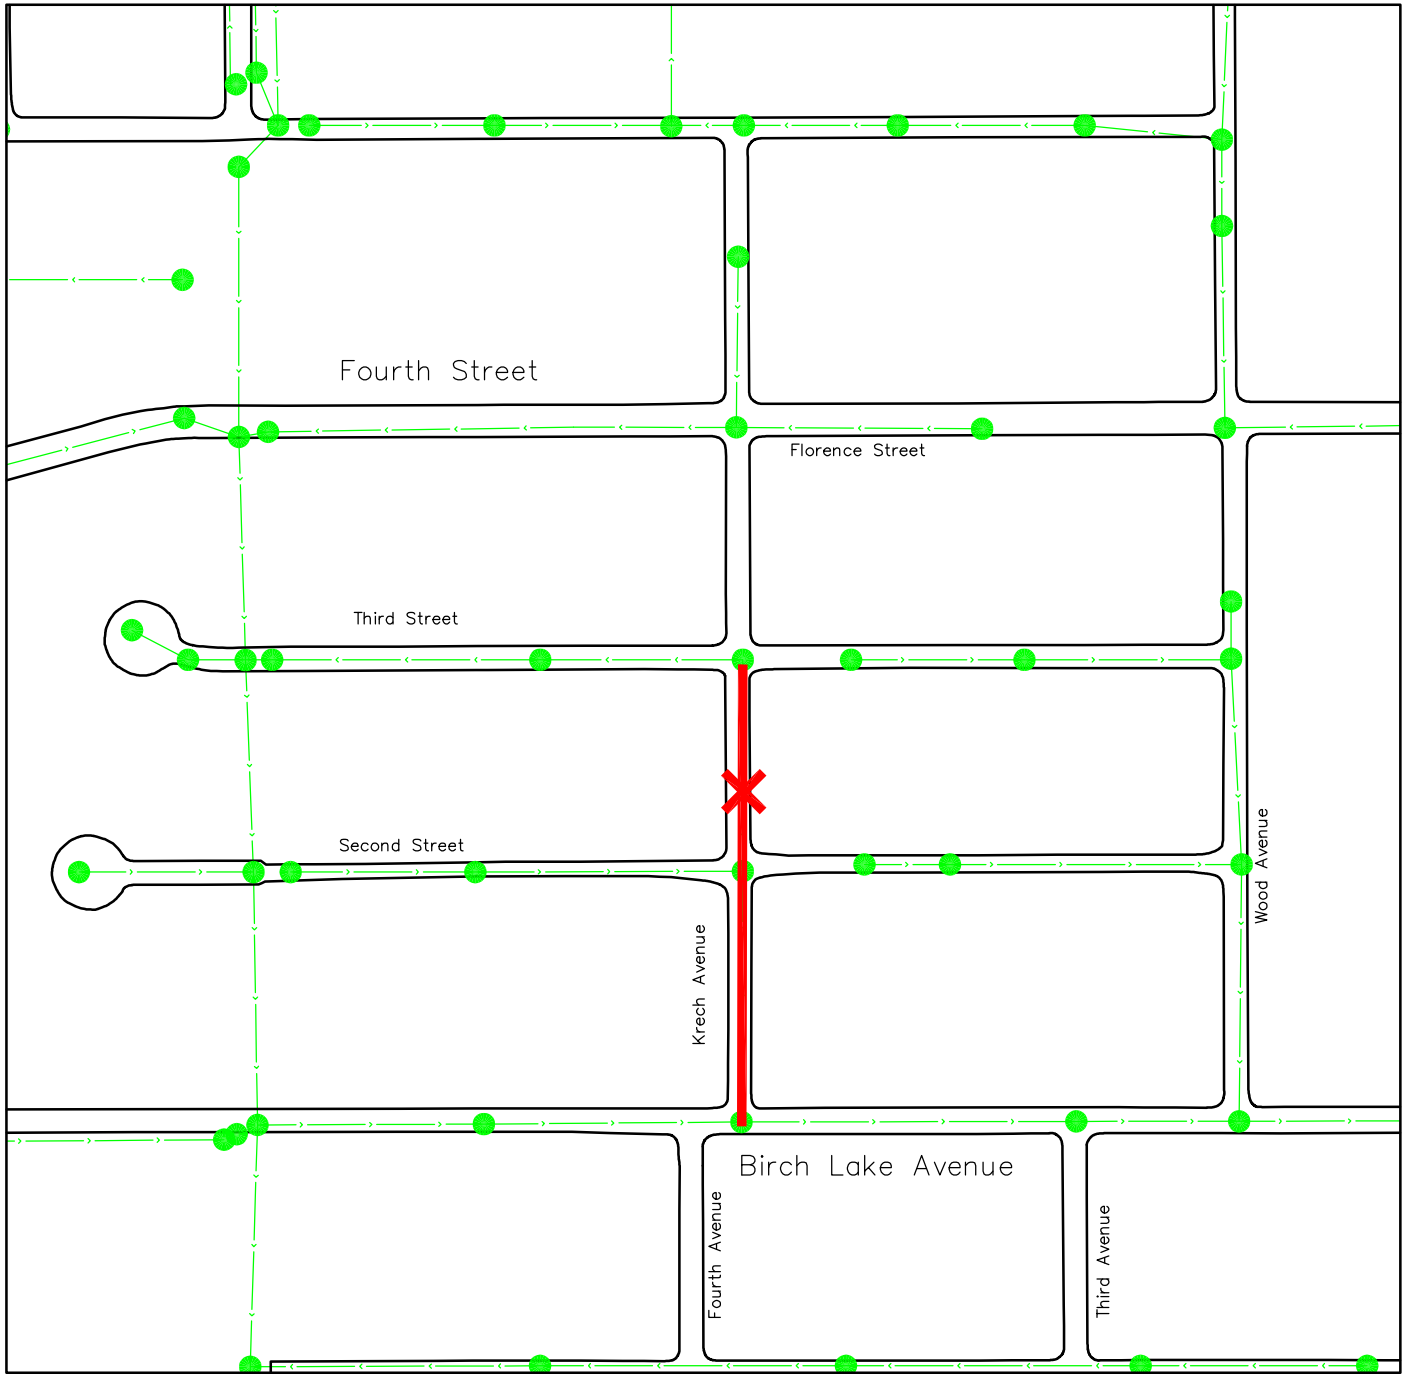 Fourth Street
Florence Street
Third Street
Second Street
Wood Avenue
Krech Avenue
Birch Lake Avenue
Fourth Avenue
Third Avenue